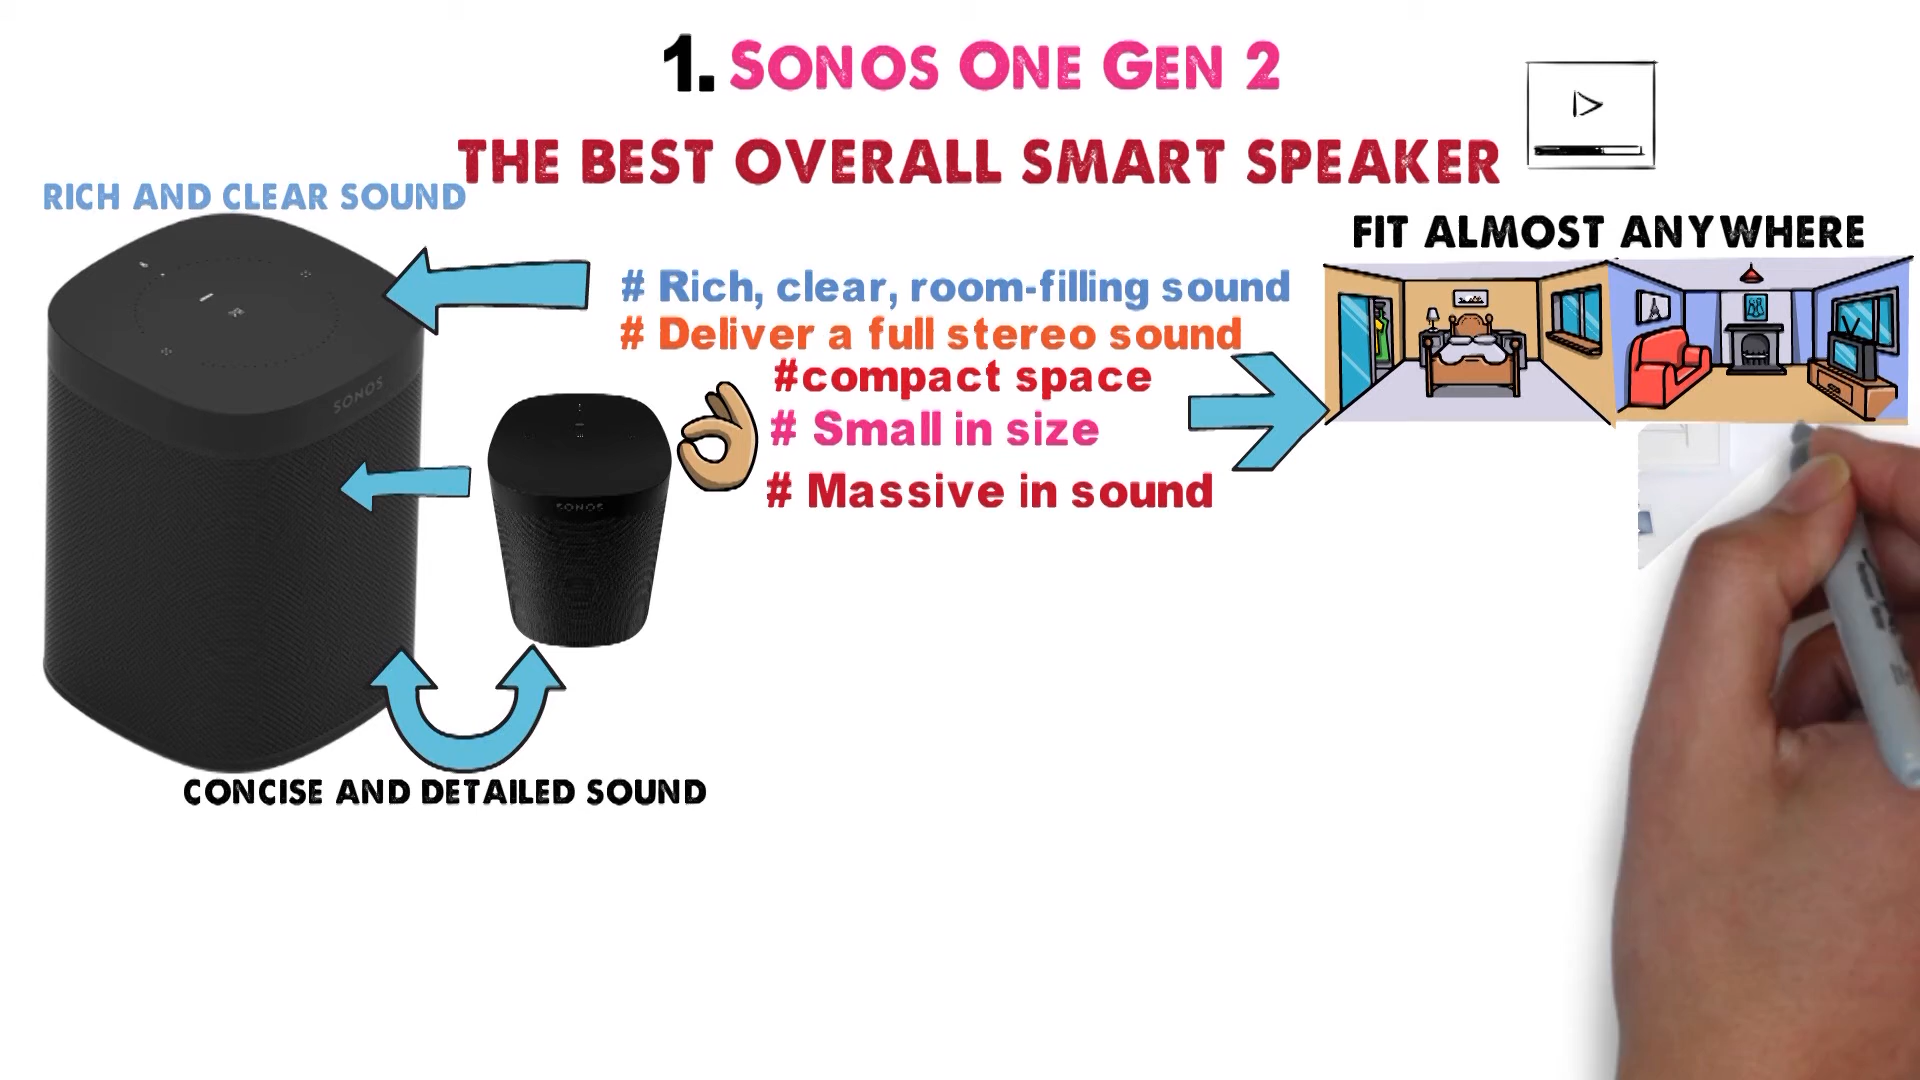 1. SONOS ONE GEN 2
THE BEST OVERALL SMART SPEAKER
RICH AND CLEAR SOUND
FIT ALMOST ANYWHERE
# Rich, clear, room-filling sound
# Deliver a full stereo sound
#compact space
# Small in size
# Massive in sound
SONOS
SONOS
CONCISE AND DETAILED SOUND